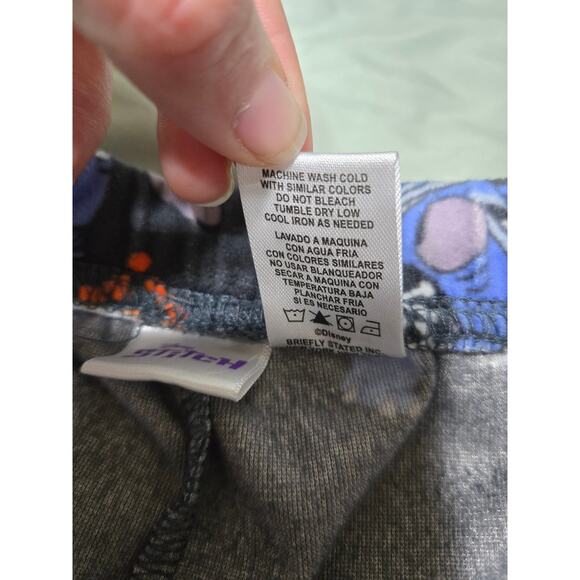 MACHINE WASH COLD
WITH SIMILAR COLORS
DO NOT BLEACH
TUMBLE DRY LOW
COOL IRON AS NEEDED
LAVADO A MAQUINA
CON AGUA FRIA
CON COLORES SIMILARES
NO USAR BLANQUEADOR
SECAR A MAQUINA CON
TEMPERATURA BAJA
PLANCHAR FRIA
SI ES NECESARIO
©Disney
BRIEFLY STATED INC
NEW YORK
STITCH